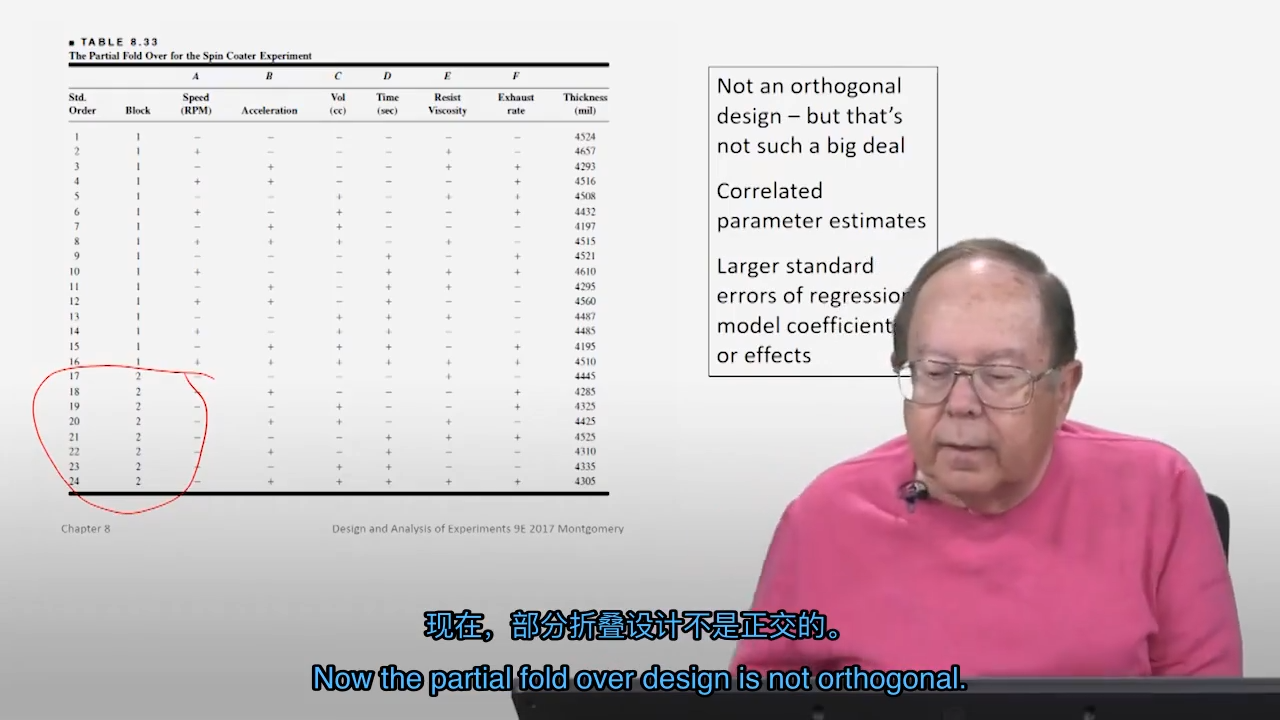 ■ TABLE 8.33
The Partial Fold Over for the Spin Coater Experiment
A B C D E F
Std. Order Block Speed (RPM) Acceleration Vol (cc) Time (sec) Resist Viscosity Exhaust rate Thickness (mil)
1 1 − − − − − − 4524
2 1 + − − − + − 4657
3 1 − + − − + + 4293
4 1 + + − − − + 4516
5 1 − − + − + + 4508
6 1 + − + − − + 4432
7 1 − + + − − − 4197
8 1 + + + − + − 4515
9 1 − − − + − + 4521
10 1 + − − + + + 4610
11 1 − + − + + − 4295
12 1 + + − + − − 4560
13 1 − − + + + − 4487
14 1 + − + + − − 4485
15 1 − + + + − + 4195
16 1 + + + + + + 4510
17 2 − − − − + − 4445
18 2 − + − − − + 4285
19 2 − − + − − + 4325
20 2 − + + − + − 4425
21 2 − − − + + + 4525
22 2 − + − + − − 4310
23 2 − − + + − − 4335
24 2 − + + + + + 4305
Chapter 8 Design and Analysis of Experiments 9E 2017 Montgomery
Not an orthogonal
design – but that's
not such a big deal
Correlated
parameter estimates
Larger standard
errors of regression
model coefficient
or effects
现在，部分折叠设计不是正交的。
Now the partial fold over design is not orthogonal.